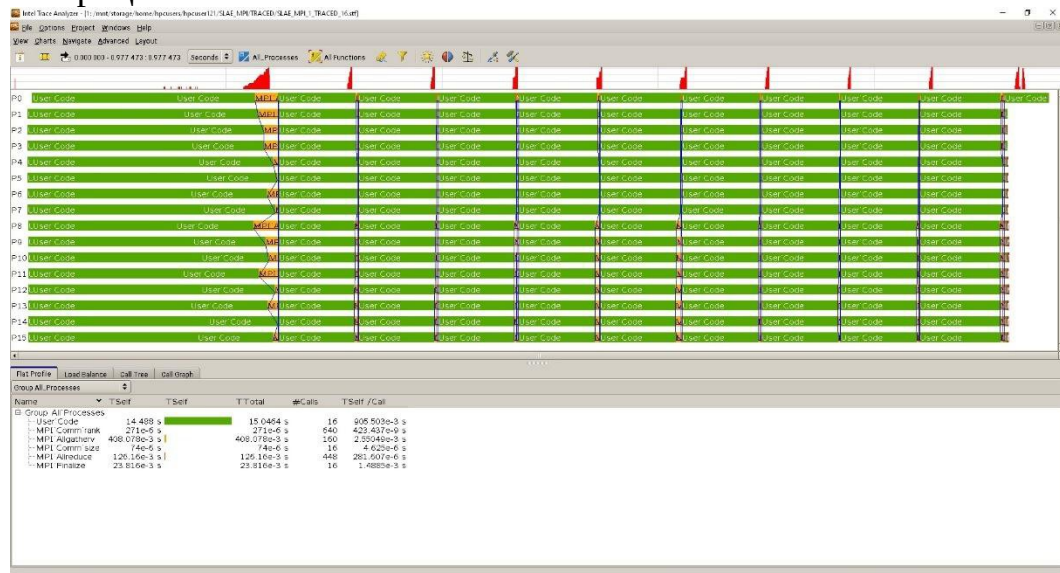 Intel Trace Analyzer - [1: /mnt/storage/home/hpcusers/hpcuser121/SLAE_MPI/TRACED/SLAE_MPI_1_TRACED_16.stf]
File Options Project Windows Help
View Charts Navigate Advanced Layout
0.000 000 - 0.977 473 : 0.977 473 Seconds All_Processes All Functions
P0 User Code User Code MPI_A User Code User Code User Code User Code User Code User Code User Code User Code User Code User Code
P1 UUser Code User Code MPI User Code User Code User Code User Code User Code User Code User Code User Code User Code
P2 UUser Code User Code MP User Code User Code User Code User Code User Code User Code User Code User Code User Code
P3 UUser Code User Code MP User Code User Code User Code User Code User Code User Code User Code User Code User Code
P4 UUser Code User Code User Code User Code User Code User Code User Code User Code User Code User Code User Code
P5 UUser Code User Code User Code User Code User Code User Code User Code User Code User Code User Code User Code
P6 UUser Code User Code M User Code User Code User Code User Code User Code User Code User Code User Code User Code
P7 UUser Code User Code User Code User Code User Code User Code User Code User Code User Code User Code User Code
P8 UUser Code User Code MPI_A User Code User Code User Code User Code User Code User Code User Code User Code User Code
P9 UUser Code User Code MP User Code User Code User Code User Code User Code User Code User Code User Code User Code
P10 UUser Code User Code M User Code User Code User Code User Code User Code User Code User Code User Code User Code
P11 UUser Code User Code MPI User Code User Code User Code User Code User Code User Code User Code User Code User Code
P12 UUser Code User Code User Code User Code User Code User Code User Code User Code User Code User Code User Code
P13 UUser Code User Code M User Code User Code User Code User Code User Code User Code User Code User Code User Code
P14 UUser Code User Code User Code User Code User Code User Code User Code User Code User Code User Code User Code
P15 UUser Code User Code User Code User Code User Code User Code User Code User Code User Code User Code User Code
Flat Profile Load Balance Call Tree Call Graph
Group All_Processes
Name TSelf TSelf TTotal #Calls TSelf /Call
Group All_Processes
User_Code 14.488 s 15.0464 s 16 905.503e-3 s
MPI_Comm_rank 271e-6 s 271e-6 s 640 423.437e-9 s
MPI_Allgatherv 408.078e-3 s 408.078e-3 s 160 2.55049e-3 s
MPI_Comm_size 74e-6 s 74e-6 s 16 4.625e-6 s
MPI_Allreduce 126.16e-3 s 126.16e-3 s 448 281.607e-6 s
MPI_Finalize 23.816e-3 s 23.816e-3 s 16 1.4885e-3 s